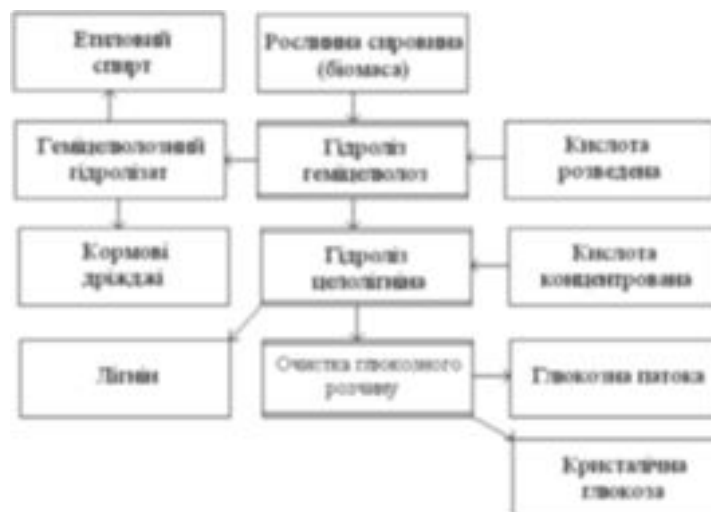 Етиловий
спирт
Рослинна сировина
(біомаса)
Геміцелюлозний
гідролізат
Гідроліз
геміцелюлоз
Кислота
розведена
Кормові
дріжджі
Гідроліз
целолігніна
Кислота
концентрована
Лігнін
Очистка глюкозного
розчину
Глюкозна патока
Кристалічна
глюкоза